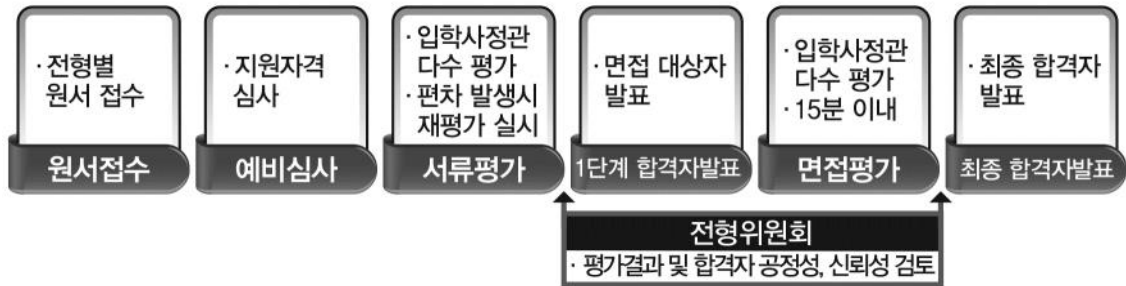 · 전형별
원서 접수
원서접수
· 지원자격
심사
예비심사
· 입학사정관
다수 평가
· 편차 발생시
재평가 실시
서류평가
· 면접 대상자
발표
1단계 합격자발표
· 입학사정관
다수 평가
· 15분 이내
면접평가
· 최종 합격자
발표
최종 합격자발표
전형위원회
· 평가결과 및 합격자 공정성, 신뢰성 검토